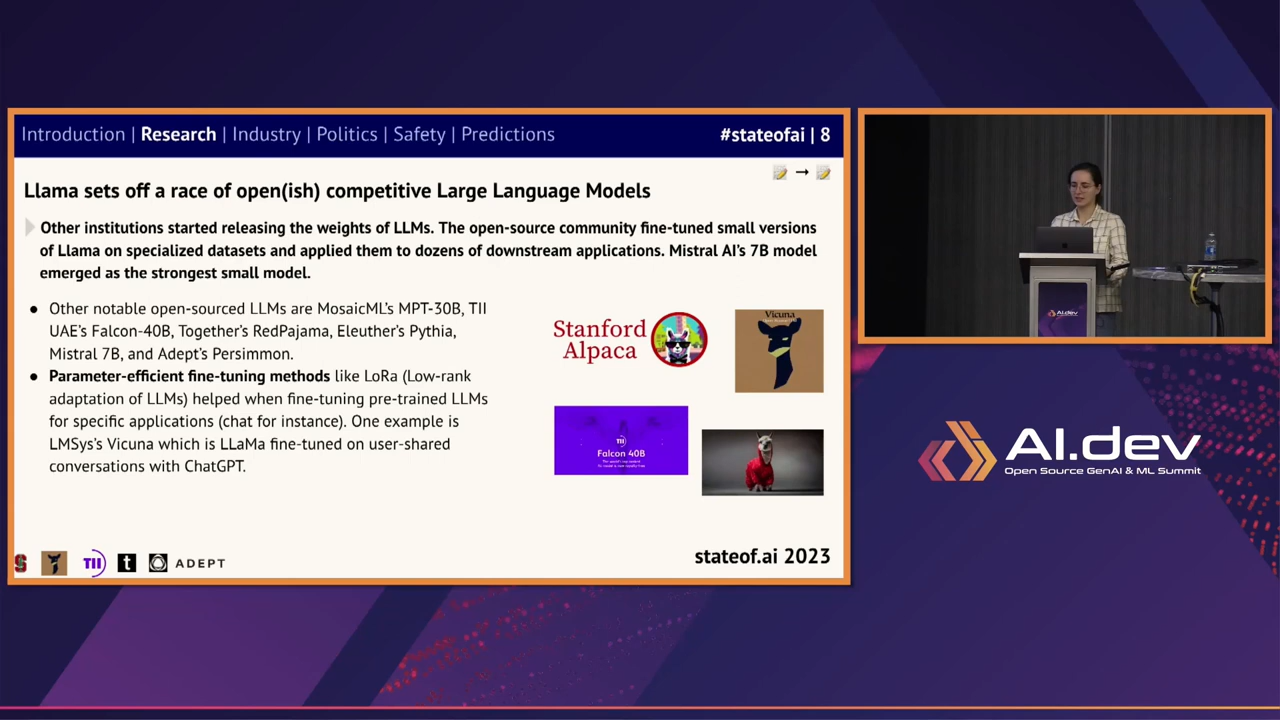 Introduction | Research | Industry | Politics | Safety | Predictions
#stateofai | 8
Llama sets off a race of open(ish) competitive Large Language Models
Other institutions started releasing the weights of LLMs. The open-source community fine-tuned small versions
of Llama on specialized datasets and applied them to dozens of downstream applications. Mistral AI's 7B model
emerged as the strongest small model.
● Other notable open-sourced LLMs are MosaicML's MPT-30B, TII
UAE's Falcon-40B, Together's RedPajama, Eleuther's Pythia,
Mistral 7B, and Adept's Persimmon.
● Parameter-efficient fine-tuning methods like LoRa (Low-rank
adaptation of LLMs) helped when fine-tuning pre-trained LLMs
for specific applications (chat for instance). One example is
LMSys's Vicuna which is LLaMa fine-tuned on user-shared
conversations with ChatGPT.
Stanford
Alpaca
Vicuna
TII
Falcon 40B
TII
t
ADEPT
stateof.ai 2023
AI.dev
AI.dev
Open Source GenAI & ML Summit